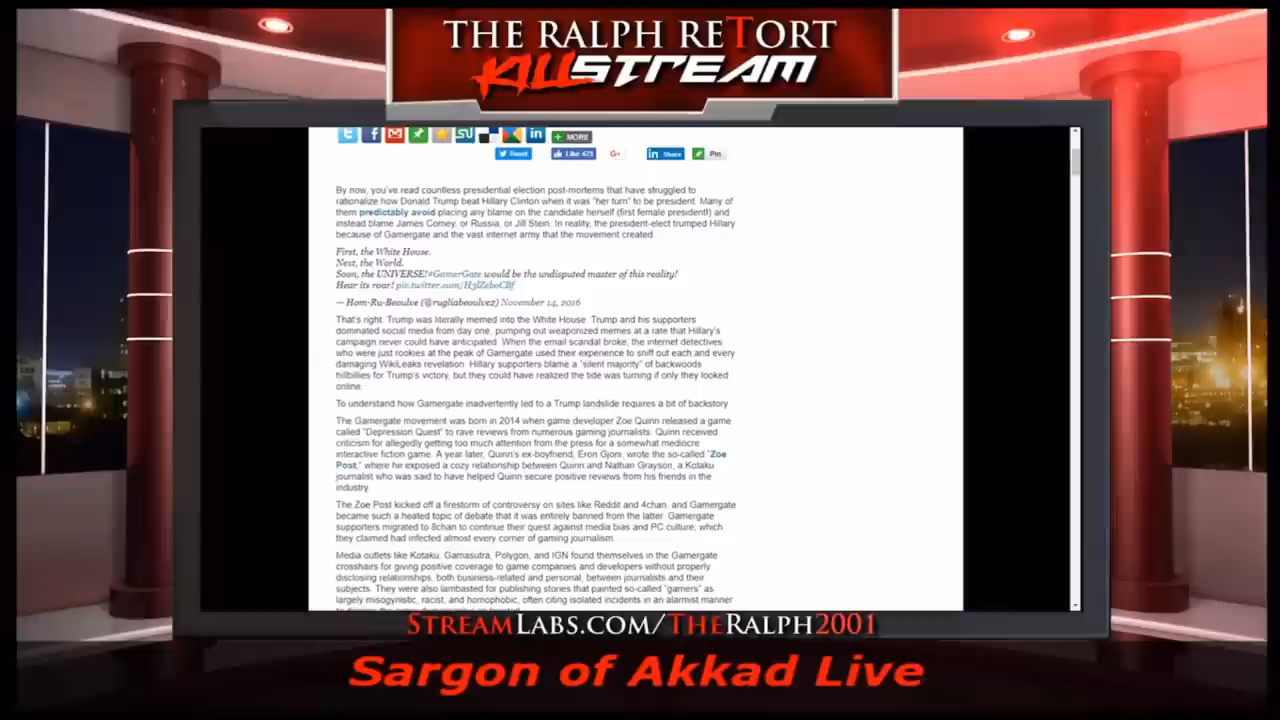 THE RALPH RETORT
KILLSTREAM
MORE
Tweet
Like 473
G+
in Share
Pin
By now, you've read countless presidential election post-mortems that have struggled to
rationalize how Donald Trump beat Hillary Clinton when it was "her turn" to be president. Many of
them predictably avoid placing any blame on the candidate herself (first female president!) and
instead blame James Comey, or Russia, or Jill Stein. In reality, the president-elect trumped Hillary
because of Gamergate and the vast internet army that the movement created
First, the White House.
Next, the World.
Soon, the UNIVERSE!#GamerGate would be the undisputed master of this reality!
Hear its roar! pic.twitter.com/H3lZeboCBf
— Hom-Ru-Beoulve (@rugliabeoulve2) November 14, 2016
That's right. Trump was literally memed into the White House. Trump and his supporters
dominated social media from day one, pumping out weaponized memes at a rate that Hillary's
campaign never could have anticipated. When the email scandal broke, the internet detectives
who were just rookies at the peak of Gamergate used their experience to sniff out each and every
damaging WikiLeaks revelation. Hillary supporters blame a "silent majority" of backwoods
hillbillies for Trump's victory, but they could have realized the tide was turning if only they looked
online.
To understand how Gamergate inadvertently led to a Trump landslide requires a bit of backstory
The Gamergate movement was born in 2014 when game developer Zoe Quinn released a game
called "Depression Quest" to rave reviews from numerous gaming journalists. Quinn received
criticism for allegedly getting too much attention from the press for a somewhat mediocre
interactive fiction game. A year later, Quinn's ex-boyfriend, Eron Gjoni, wrote the so-called "Zoe
Post," where he exposed a cozy relationship between Quinn and Nathan Grayson, a Kotaku
journalist who was said to have helped Quinn secure positive reviews from his friends in the
industry.
The Zoe Post kicked off a firestorm of controversy on sites like Reddit and 4chan, and Gamergate
became such a heated topic of debate that it was entirely banned from the latter. Gamergate
supporters migrated to 8chan to continue their quest against media bias and PC culture, which
they claimed had infected almost every corner of gaming journalism.
Media outlets like Kotaku, Gamasutra, Polygon, and IGN found themselves in the Gamergate
crosshairs for giving positive coverage to game companies and developers without properly
disclosing relationships, both business-related and personal, between journalists and their
subjects. They were also lambasted for publishing stories that painted so-called "gamers" as
largely misogynistic, racist, and homophobic, often citing isolated incidents in an alarmist manner
STREAMLABS.COM/THERALPH2001
Sargon of Akkad Live